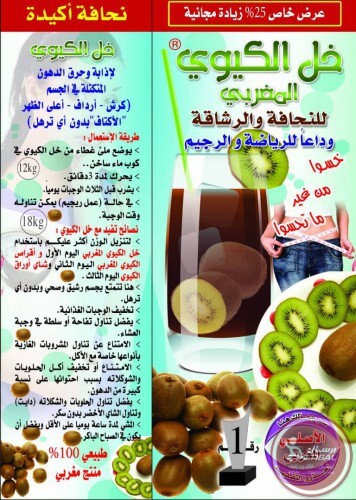 عرض خاص 25% زيادة مجانية
خل الكيوي ®
المغربي
للنحافة والرشاقة
وداعاً للرياضة والرجيم
خسوا
من غير
ما تحسوا
الأصلي
رقم 1
نحافة أكيدة
خل الكيوي
لإذابة وحرق الدهون
المتكتلة في الجسم
(كرش - أرداف - أعلى الظهر
"الأكتاف" بدون أي ترهل)
طريقة الإستعمال:
- يوضع ملئ غطاء من خل الكيوي في
كوب ماء ساخن..
- يحرك لمدة 3 دقائق.
- يشرب قبل الثلاث الوجبات يوميا.
في حالة (عمل ريجيم) يمكن تناوله
وقت الوجبة.
12kg
18kg
نصائح تفيد مع خل الكيوي:
- لتنزيل الوزن أكثر عليكم باستخدام
خل الكيوي المغربي اليوم الأول و أقراص
الكيوي المغربي اليوم الثاني وشاي أوراق
الكيوي اليوم الثالث.
- هنا تتمتع بجسم رشيق وصحي وبدون أي
ترهلات.
- تخفيف الوجبات الغذائية.
- يفضل تناول تفاحة أو سلطة في وجبة
العشاء.
- الامتناع عن تناول المشروبات الغازية
بأنواعها خاصة مع الأكل.
- الامتناع أو تخفيف أكل الحلويات
والشوكلاته بسبب احتوائها على نسبة
كبيرة من الدهون.
- يفضل تناول الحلويات والشكلاته (دايت)
وتناول الشاي الأخضر بدون سكر.
- المشي لمدة ساعة يوميا على الأقل ويفضل أن
يكون في الصباح الباكر.
طبيعي 100%
منتج مغربي